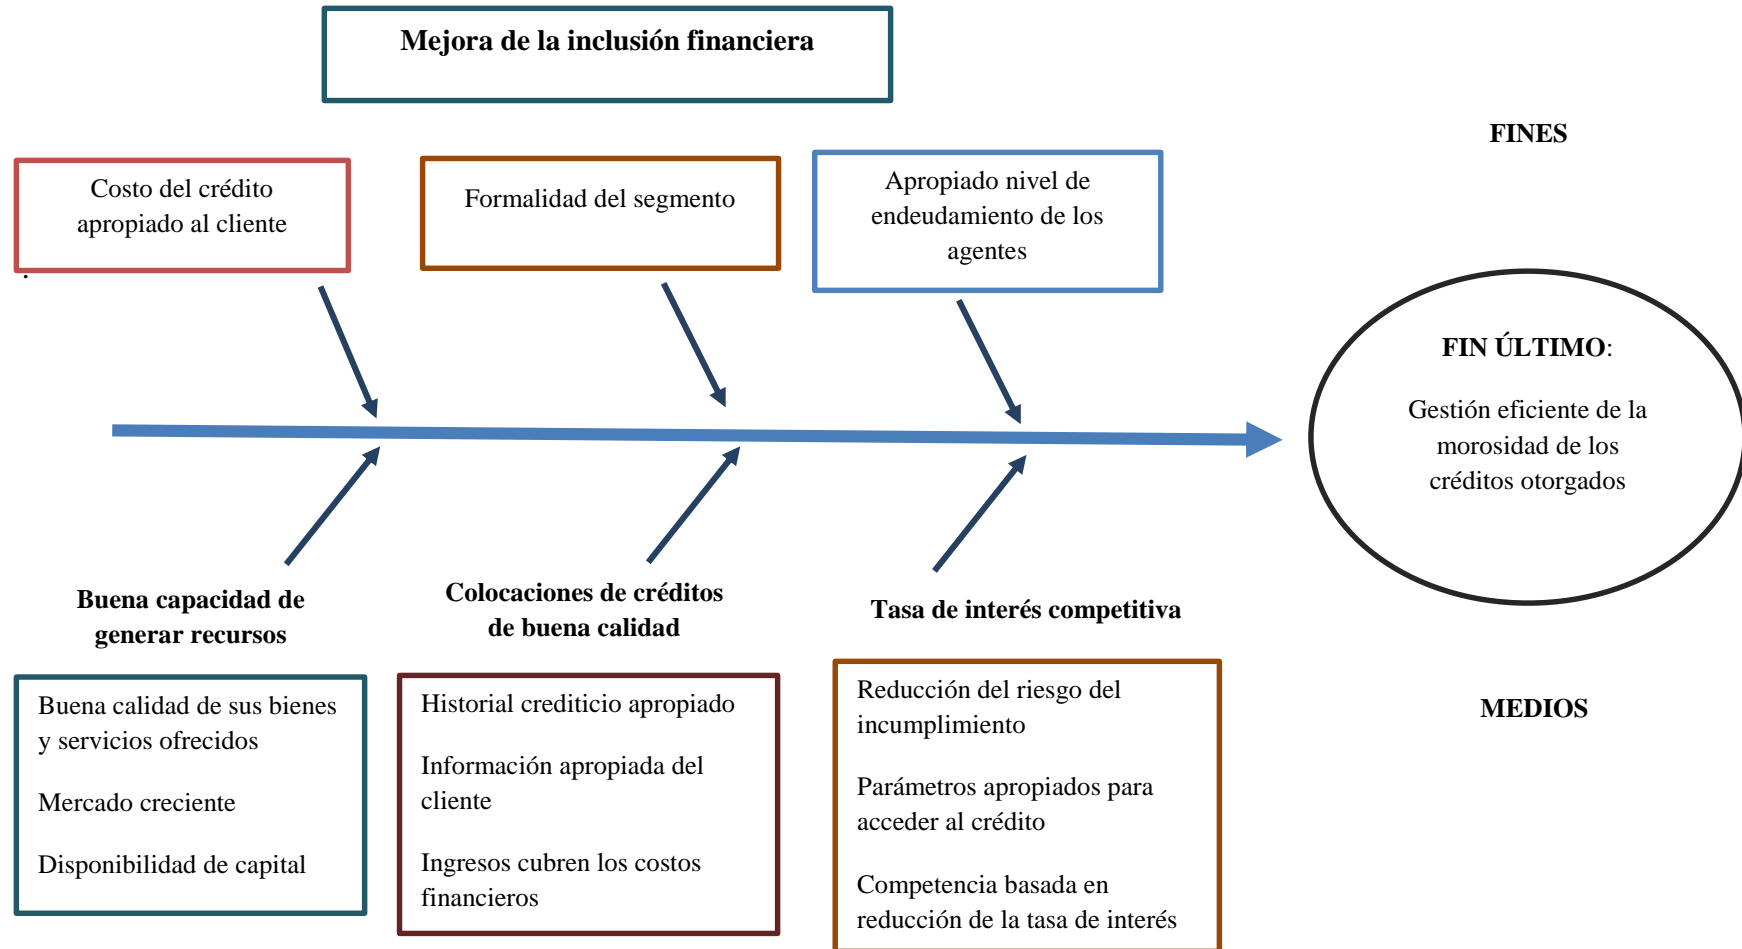 Mejora de la inclusión financiera
FINES
Costo del crédito
apropiado al cliente
.
Formalidad del segmento
Apropiado nivel de
endeudamiento de los
agentes
FIN ÚLTIMO:
Gestión eficiente de la
morosidad de los
créditos otorgados
Buena capacidad de
generar recursos
Colocaciones de créditos
de buena calidad
Tasa de interés competitiva
Buena calidad de sus bienes
y servicios ofrecidos
Mercado creciente
Disponibilidad de capital
Historial crediticio apropiado
Información apropiada del
cliente
Ingresos cubren los costos
financieros
Reducción del riesgo del
incumplimiento
Parámetros apropiados para
acceder al crédito
Competencia basada en
reducción de la tasa de interés
MEDIOS